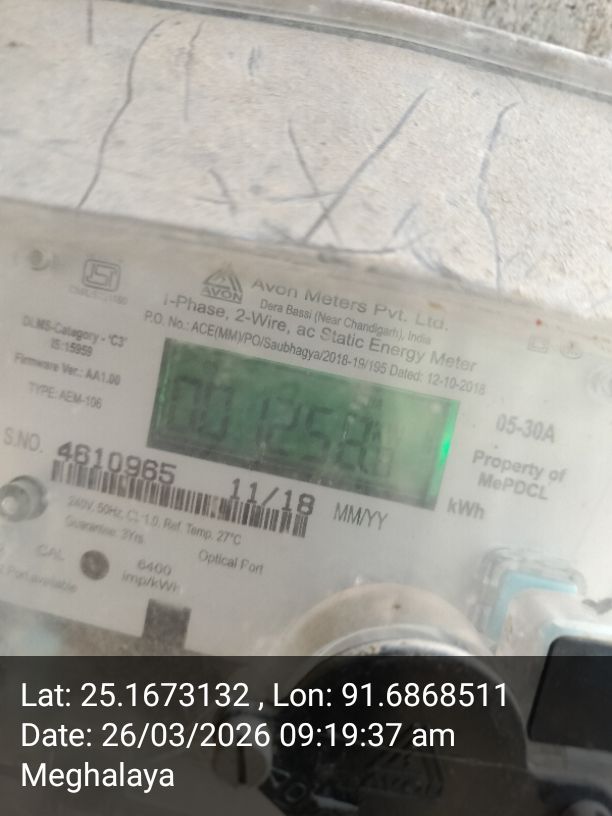 AVON
Avon Meters Pvt. Ltd.
Dera Bassi (Near Chandigarh), India
i-Phase, 2-Wire, ac Static Energy Meter
P.O. No.: ACE(MM)/PO/Saubhagya/2018-19/195 Dated: 12-10-2018
DLMS-Category - 'C3'
IS:15959
Firmware Ver.: AA1.00
TYPE: AEM-106
05-30A
Property of
MePDCL
kWh
S.NO. 4610965 11/18 MM/YY
240V, 50Hz, Cl.-1.0, Ref. Temp. 27°C
Guarantee: 5Yrs.
Optical Port
CAL
6400
imp/kWh
Port available
Lat: 25.1673132 , Lon: 91.6868511
Date: 26/03/2026 09:19:37 am
Meghalaya